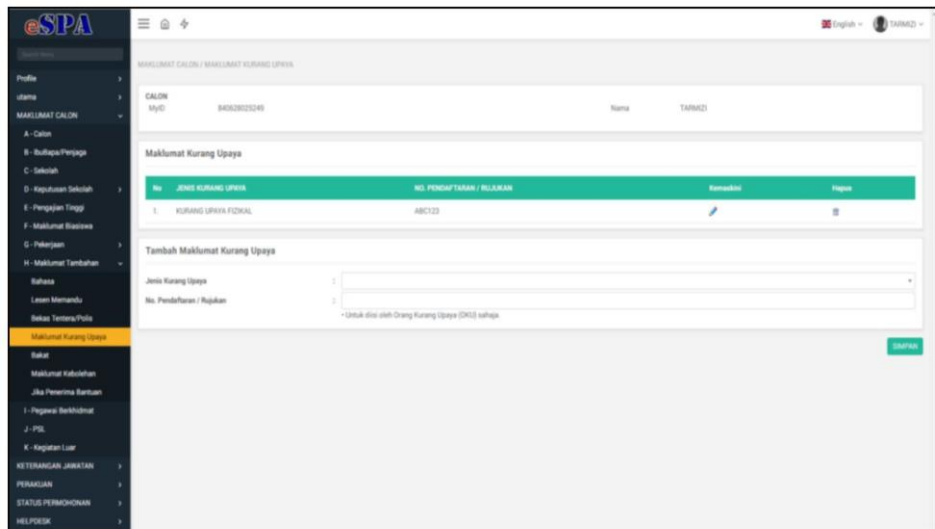 eSPA
English
TARMIZI
Search Menu
MAKLUMAT CALON / MAKLUMAT KURANG UPAYA
Profile
utama
MAKLUMAT CALON
A - Calon
B - Ibu/Bapa/Penjaga
C - Sekolah
D - Keputusan Sekolah
E - Pengajian Tinggi
F - Maklumat Biasiswa
G - Pekerjaan
H - Maklumat Tambahan
Bahasa
Lesen Memandu
Bekas Tentera/Polis
Maklumat Kurang Upaya
Bakat
Maklumat Kebolehan
Jika Penerima Bantuan
I - Pegawai Berkhidmat
J - PSL
K - Kegiatan Luar
KETERANGAN JAWATAN
PERAKUAN
STATUS PERMOHONAN
HELPDESK
CALON
MyID 840628025249 Nama TARMIZI
Maklumat Kurang Upaya
No JENIS KURANG UPAYA NO. PENDAFTARAN / RUJUKAN Kemaskini Hapus
1. KURANG UPAYA FIZIKAL ABC123
Tambah Maklumat Kurang Upaya
Jenis Kurang Upaya :
No. Pendaftaran / Rujukan :
• Untuk diisi oleh Orang Kurang Upaya (OKU) sahaja
SIMPAN